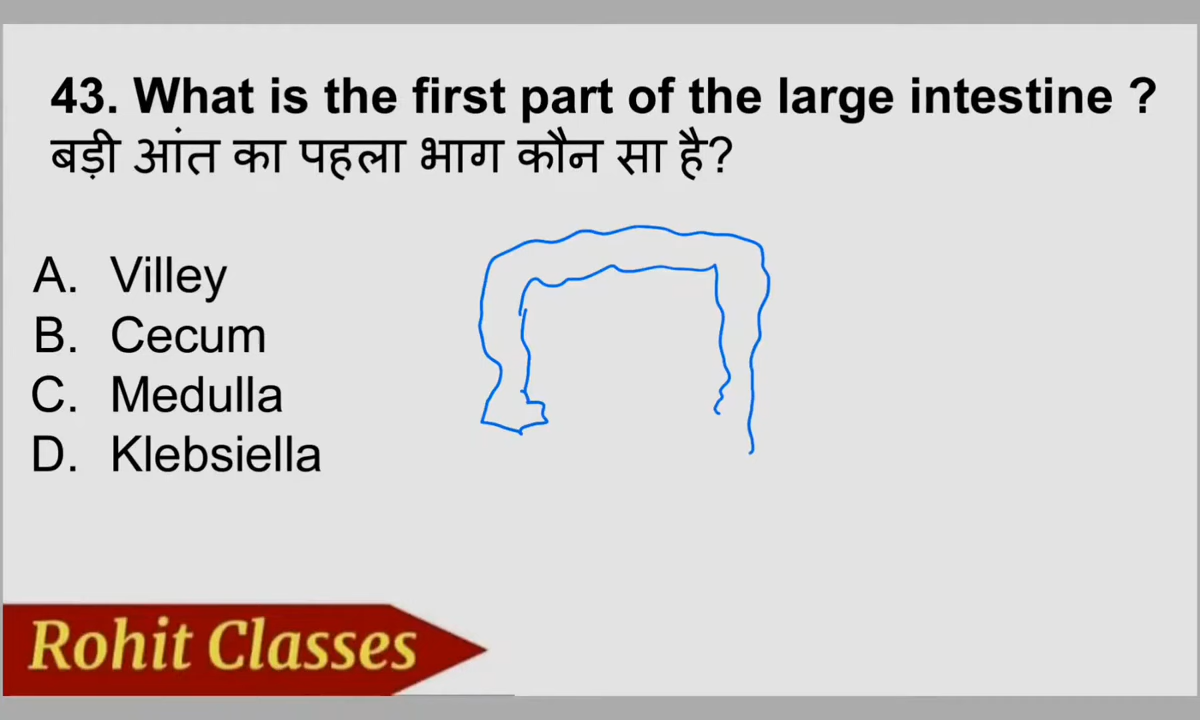 43. What is the first part of the large intestine ?
बड़ी आंत का पहला भाग कौन सा है?
A. Villey
B. Cecum
C. Medulla
D. Klebsiella
Rohit Classes